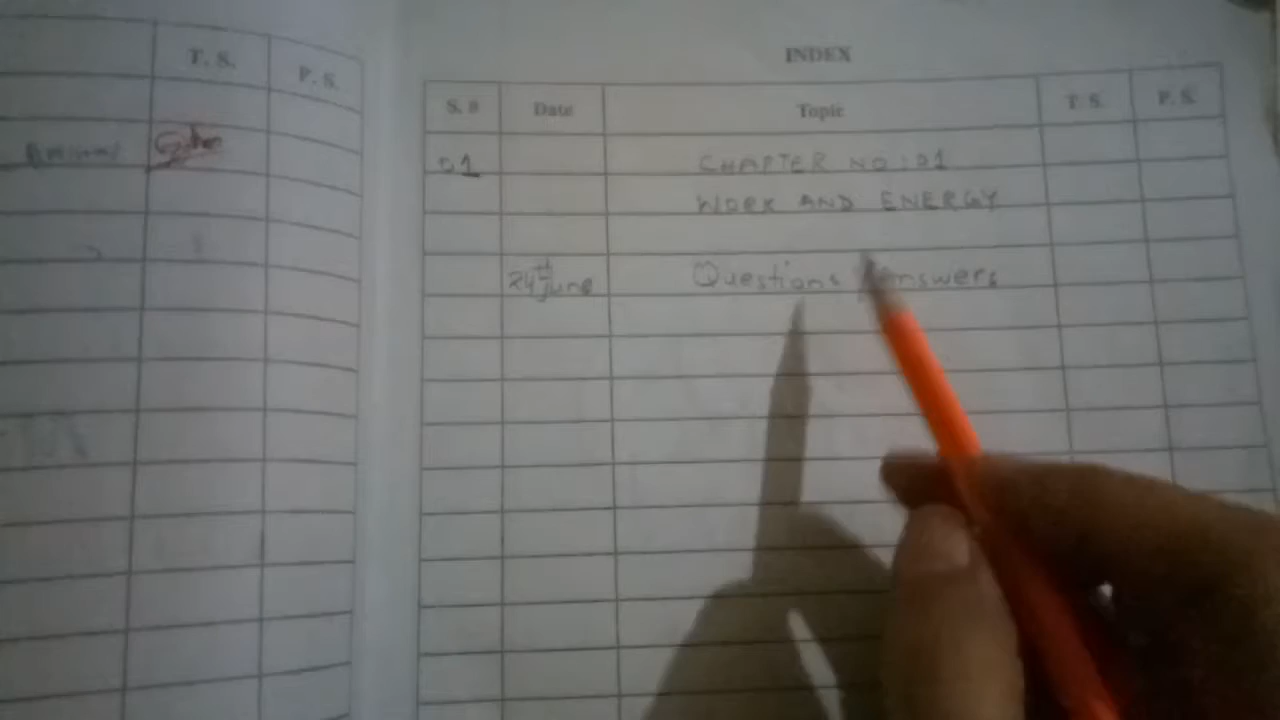 T. S.
P. S.
INDEX
S. #
Date
Topic
T. S.
P. S.
01
CHAPTER NO:01
WORK AND ENERGY
24th June
Questions Answers